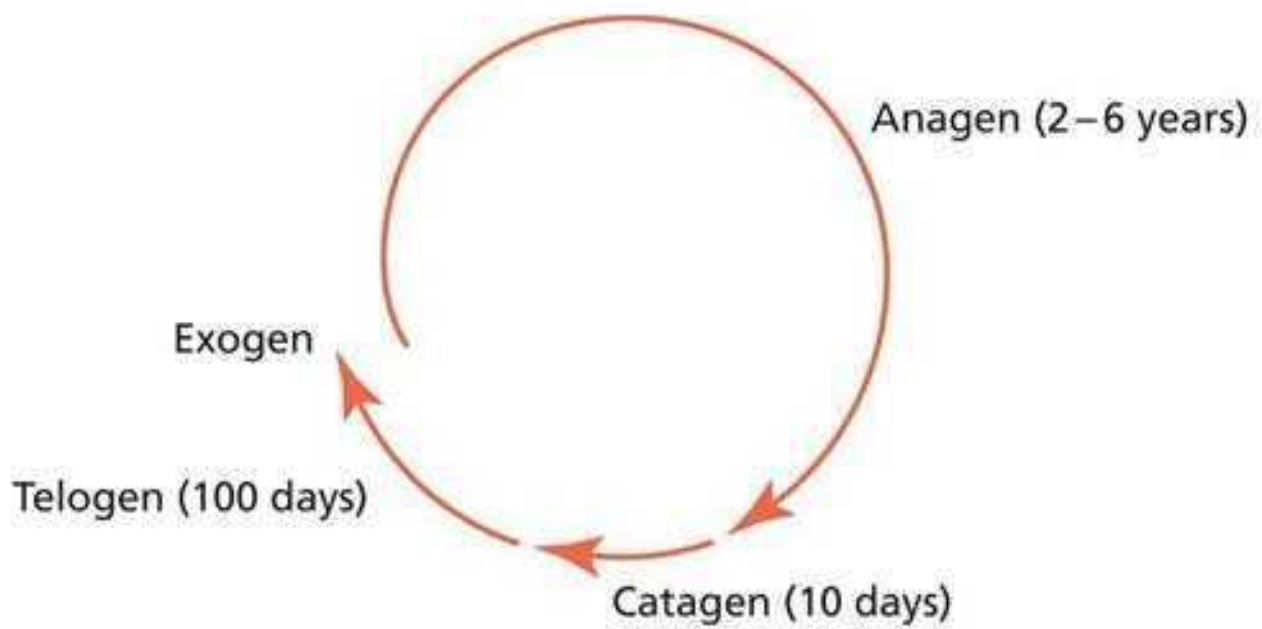 Anagen (2–6 years)
Exogen
Telogen (100 days)
Catagen (10 days)